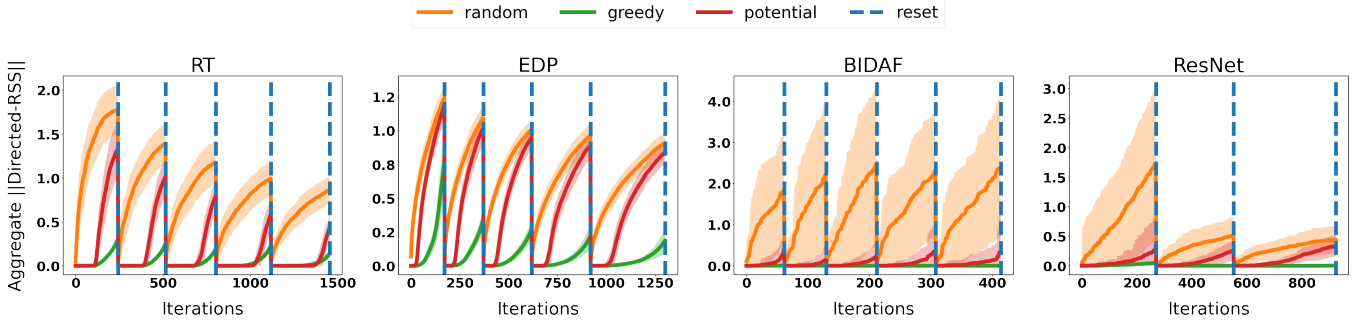 random greedy potential reset
RT EDP BIDAF ResNet
Aggregate ||Directed-RSS||
2.0
1.5
1.0
0.5
0.0
0 500 1000 1500
Iterations
1.2
1.0
0.8
0.5
0.2
0.0
0 250 500 750 1000 1250
Iterations
4.0
3.0
2.0
1.0
0.0
0 100 200 300 400
Iterations
3.0
2.5
2.0
1.5
1.0
0.5
0.0
0 200 400 600 800
Iterations